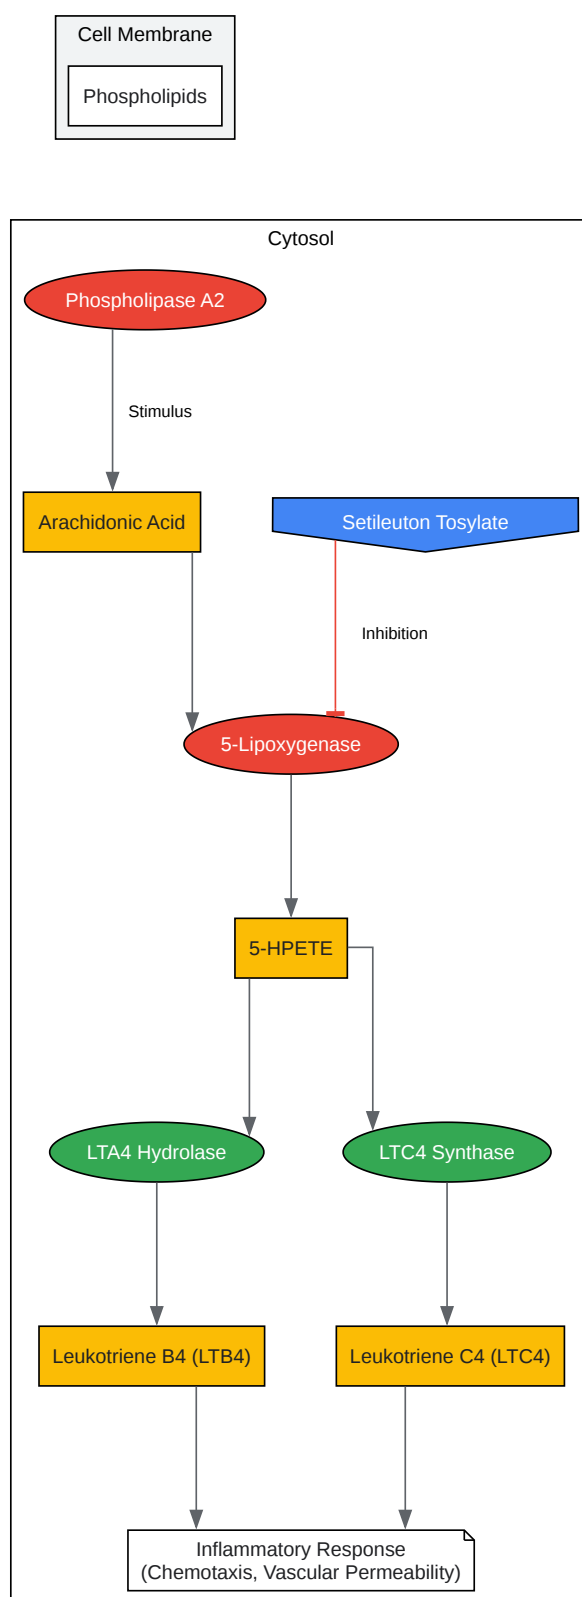 Cell Membrane
Phospholipids
Cytosol
Phospholipase A2
Stimulus
Arachidonic Acid
Setileuton Tosylate
Inhibition
5-Lipoxygenase
5-HPETE
LTA4 Hydrolase
LTC4 Synthase
Leukotriene B4 (LTB4)
Leukotriene C4 (LTC4)
Inflammatory Response
(Chemotaxis, Vascular Permeability)